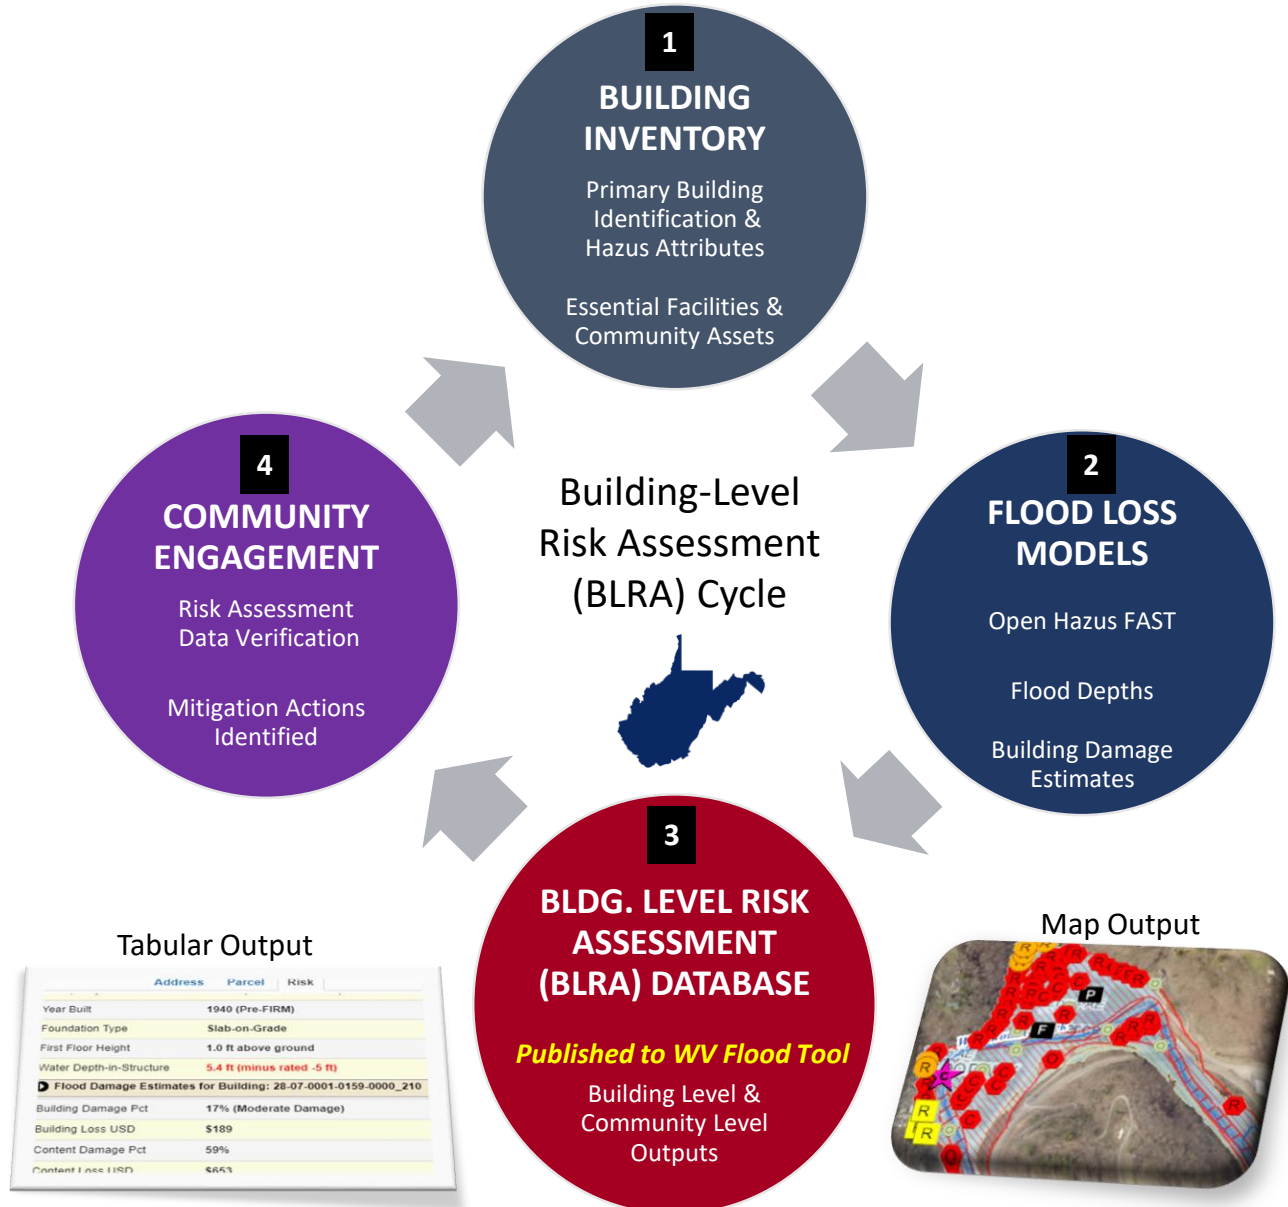 1
BUILDING
INVENTORY
Primary Building
Identification &
Hazus Attributes
Essential Facilities &
Community Assets
2
FLOOD LOSS
MODELS
Open Hazus FAST
Flood Depths
Building Damage
Estimates
3
BLDG. LEVEL RISK
ASSESSMENT
(BLRA) DATABASE
Published to WV Flood Tool
Building Level &
Community Level
Outputs
4
COMMUNITY
ENGAGEMENT
Risk Assessment
Data Verification
Mitigation Actions
Identified
Building-Level
Risk Assessment
(BLRA) Cycle
Tabular Output
Address Parcel Risk
Year Built 1940 (Pre-FIRM)
Foundation Type Slab-on-Grade
First Floor Height 1.0 ft above ground
Water Depth-in-Structure 5.4 ft (minus rated -5 ft)
Flood Damage Estimates for Building: 28-07-0001-0159-0000_210
Building Damage Pct 17% (Moderate Damage)
Building Loss USD $189
Content Damage Pct 59%
Content Loss USD $653
Map Output
P
F
C
R
R
R